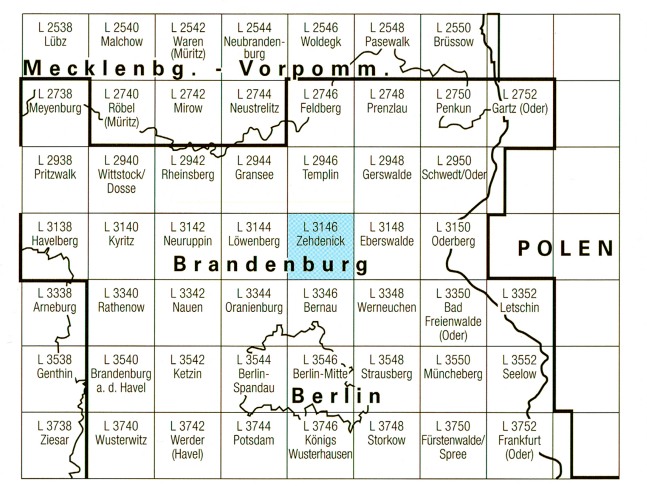 L 2538
Lübz
L 2540
Malchow
L 2542
Waren
(Müritz)
L 2544
Neubranden-
burg
L 2546
Woldegk
L 2548
Pasewalk
L 2550
Brüssow
Mecklenbg. - Vorpomm.
L 2738
Meyenburg
L 2740
Röbel
(Müritz)
L 2742
Mirow
L 2744
Neustrelitz
L 2746
Feldberg
L 2748
Prenzlau
L 2750
Penkun
L 2752
Gartz (Oder)
L 2938
Pritzwalk
L 2940
Wittstock/
Dosse
L 2942
Rheinsberg
L 2944
Gransee
L 2946
Templin
L 2948
Gerswalde
L 2950
Schwedt/Oder
L 3138
Havelberg
L 3140
Kyritz
L 3142
Neuruppin
L 3144
Löwenberg
L 3146
Zehdenick
L 3148
Eberswalde
L 3150
Oderberg
POLEN
Brandenburg
L 3338
Arneburg
L 3340
Rathenow
L 3342
Nauen
L 3344
Oranienburg
L 3346
Bernau
L 3348
Werneuchen
L 3350
Bad
Freienwalde
(Oder)
L 3352
Letschin
L 3538
Genthin
L 3540
Brandenburg
a. d. Havel
L 3542
Ketzin
L 3544
Berlin-
Spandau
L 3546
Berlin-Mitte
L 3548
Strausberg
L 3550
Müncheberg
L 3552
Seelow
Berlin
L 3738
Ziesar
L 3740
Wusterwitz
L 3742
Werder
(Havel)
L 3744
Potsdam
L 3746
Königs
Wusterhausen
L 3748
Storkow
L 3750
Fürstenwalde/
Spree
L 3752
Frankfurt
(Oder)